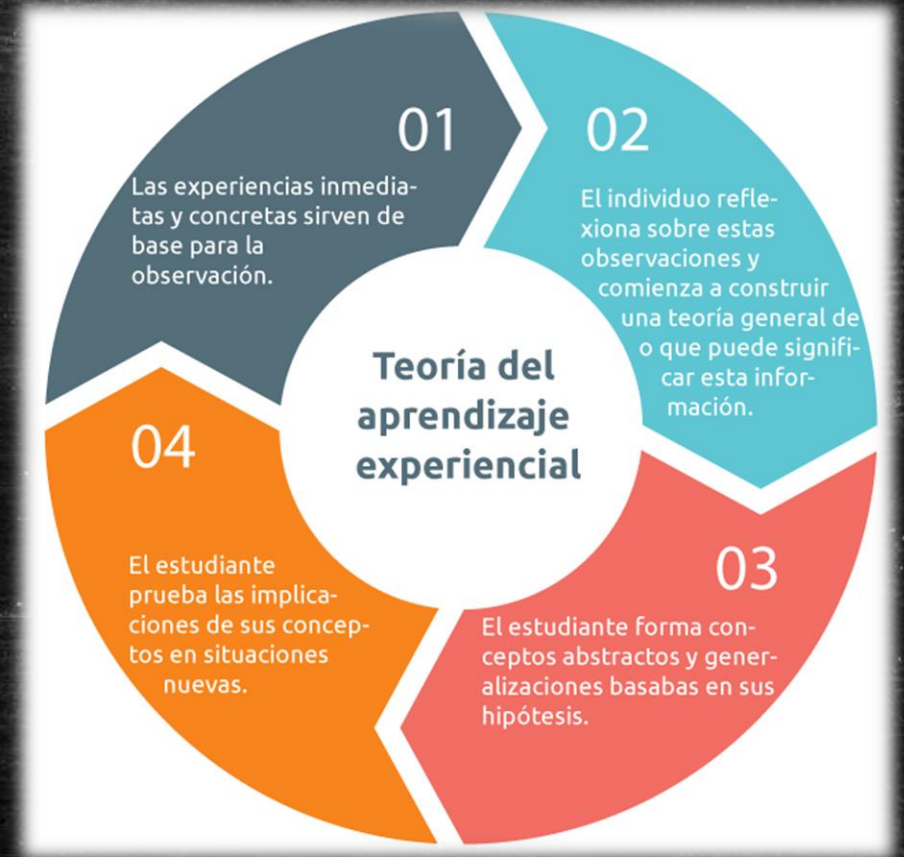 01
Las experiencias inmedia-
tas y concretas sirven de
base para la
observación.
02
El individuo refle-
xiona sobre estas
observaciones y
comienza a construir
una teoría general de
o que puede signifi-
car esta infor-
mación.
Teoría del
aprendizaje
experiencial
03
El estudiante forma con-
ceptos abstractos y gener-
alizaciones basabas en sus
hipótesis.
04
El estudiante
prueba las implica-
ciones de sus concep-
tos en situaciones
nuevas.